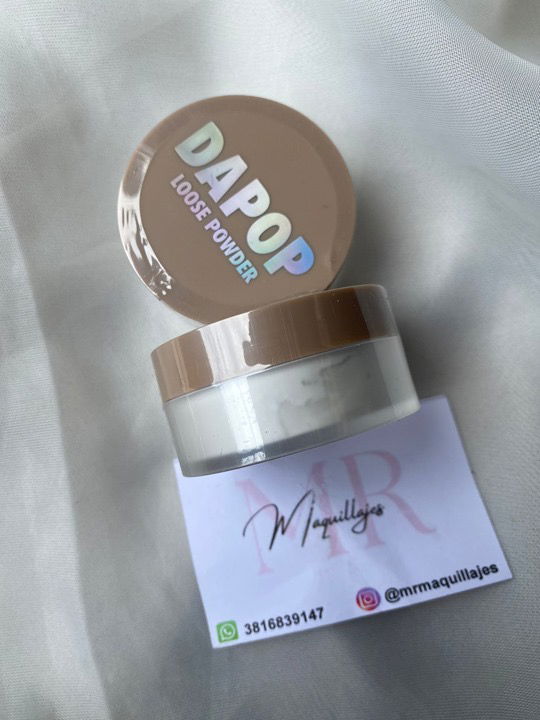 DAPOP
LOOSE POWDER
MR
Maquillajes
@mrmaquillajes
3816839147